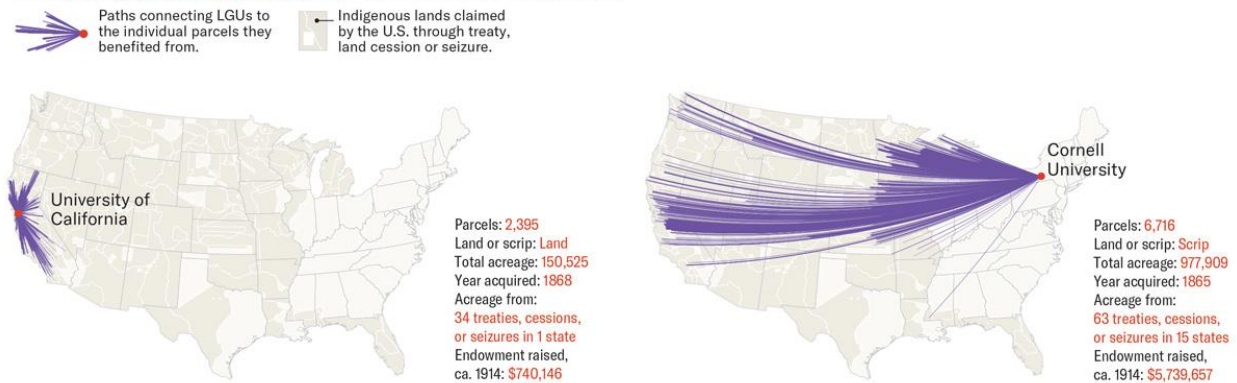 Paths connecting LGUs to
the individual parcels they
benefited from.
Indigenous lands claimed
by the U.S. through treaty,
land cession or seizure.
University of
California
Parcels: 2,395
Land or scrip: Land
Total acreage: 150,525
Year acquired: 1868
Acreage from:
34 treaties, cessions,
or seizures in 1 state
Endowment raised,
ca. 1914: $740,146
Cornell
University
Parcels: 6,716
Land or scrip: Scrip
Total acreage: 977,909
Year acquired: 1865
Acreage from:
63 treaties, cessions,
or seizures in 15 states
Endowment raised,
ca. 1914: $5,739,657